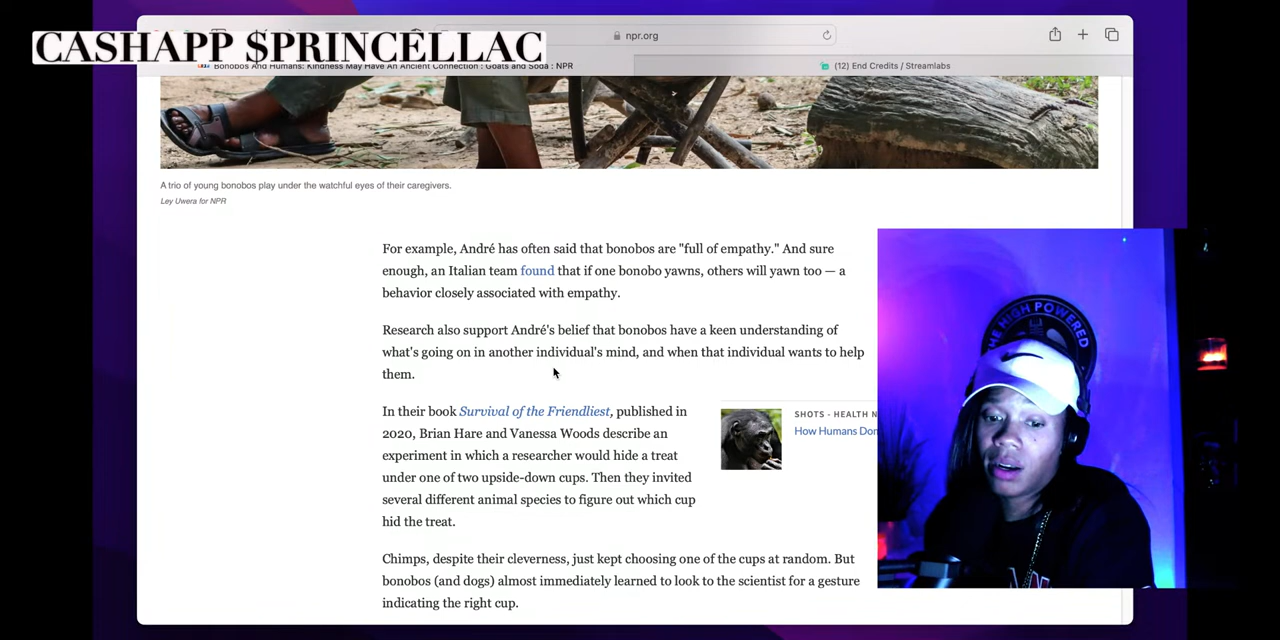 CASHAPP $PRINCELLAC
npr.org
Bonobos And Humans: Kindness May Have An Ancient Connection : Goats and Soda : NPR
(12) End Credits / Streamlabs
A trio of young bonobos play under the watchful eyes of their caregivers.
Ley Uwera for NPR
For example, André has often said that bonobos are "full of empathy." And sure
enough, an Italian team found that if one bonobo yawns, others will yawn too — a
behavior closely associated with empathy.
Research also support André's belief that bonobos have a keen understanding of
what's going on in another individual's mind, and when that individual wants to help
them.
In their book Survival of the Friendliest, published in
2020, Brian Hare and Vanessa Woods describe an
experiment in which a researcher would hide a treat
under one of two upside-down cups. Then they invited
several different animal species to figure out which cup
hid the treat.
SHOTS - HEALTH N
How Humans Dom
Chimps, despite their cleverness, just kept choosing one of the cups at random. But
bonobos (and dogs) almost immediately learned to look to the scientist for a gesture
indicating the right cup.
HE HIGH POWERED